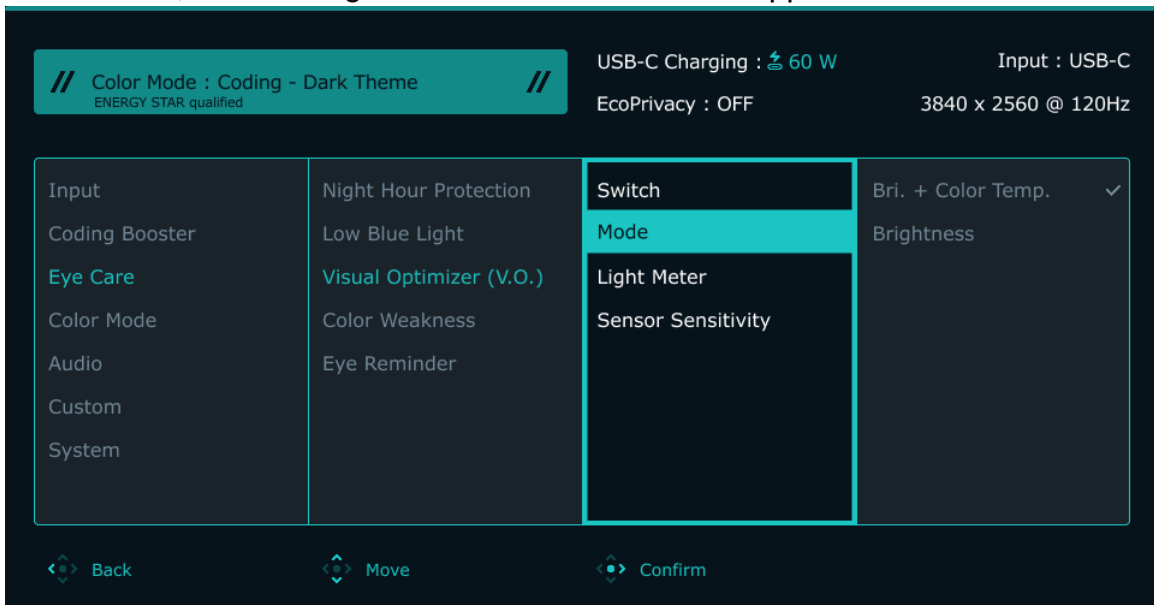 Color Mode : Coding - Dark Theme
ENERGY STAR qualified
USB-C Charging : 60 W
Input : USB-C
EcoPrivacy : OFF
3840 x 2560 @ 120Hz
Input
Coding Booster
Eye Care
Color Mode
Audio
Custom
System
Night Hour Protection
Low Blue Light
Visual Optimizer (V.O.)
Color Weakness
Eye Reminder
Switch
Mode
Light Meter
Sensor Sensitivity
Bri. + Color Temp.
Brightness
Back
Move
Confirm